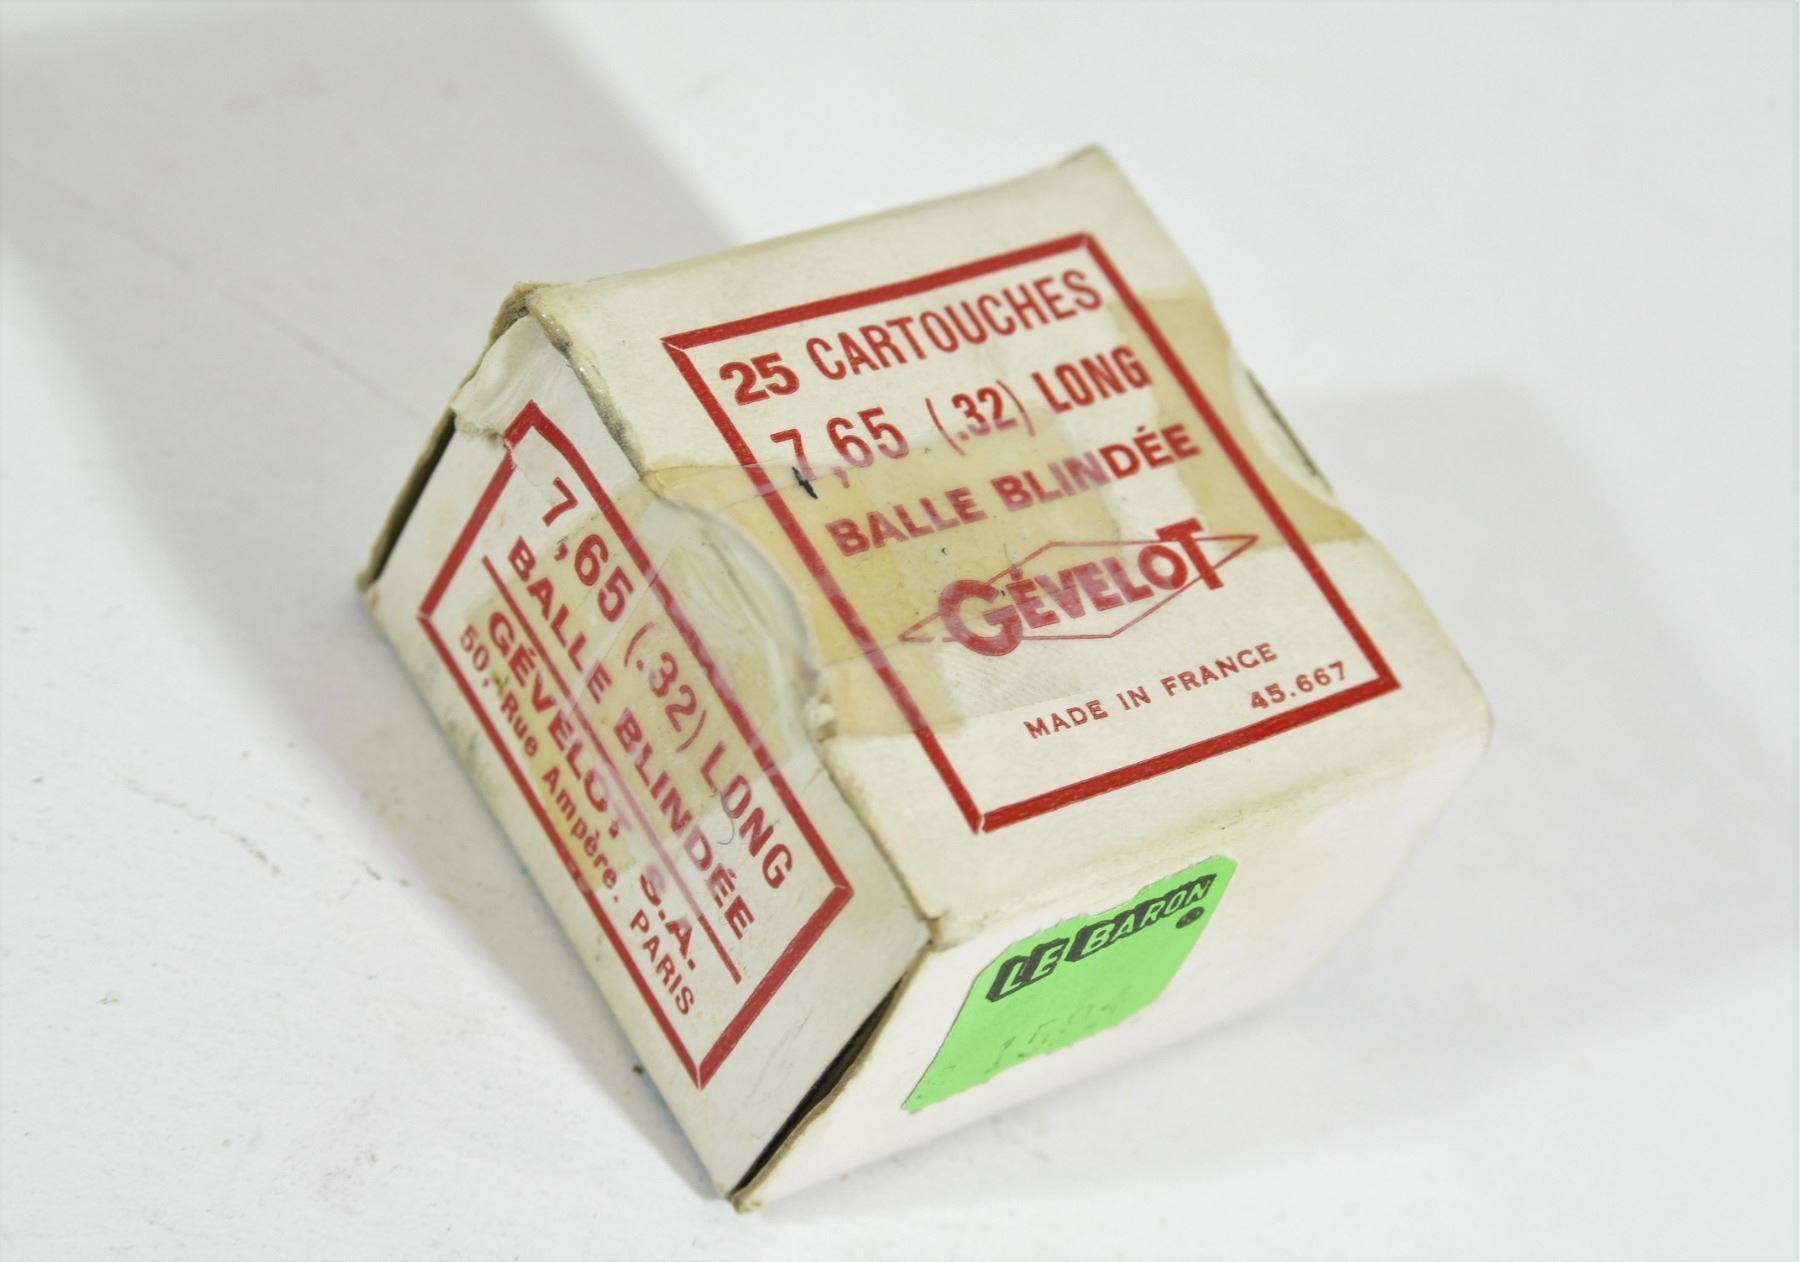 25 CARTOUCHES
7,65 (.32) LONG
BALLE BLINDÉE
GÉVELOT
MADE IN FRANCE
45.667
7,65 (.32) LONG
BALLE BLINDÉE
GÉVELOT S.A.
50, Rue Ampère. PARIS
LE BARON